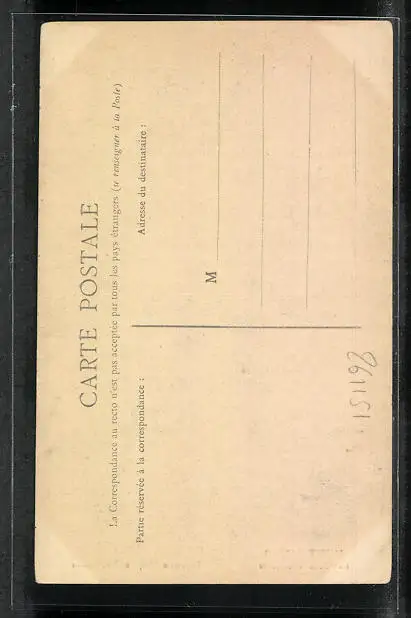 CARTE POSTALE
La Correspondance au recto n'est pas acceptée par tous les pays étrangers (se renseigner à la Poste)
Partie réservée à la correspondance :
Adresse du destinataire :
M
151198